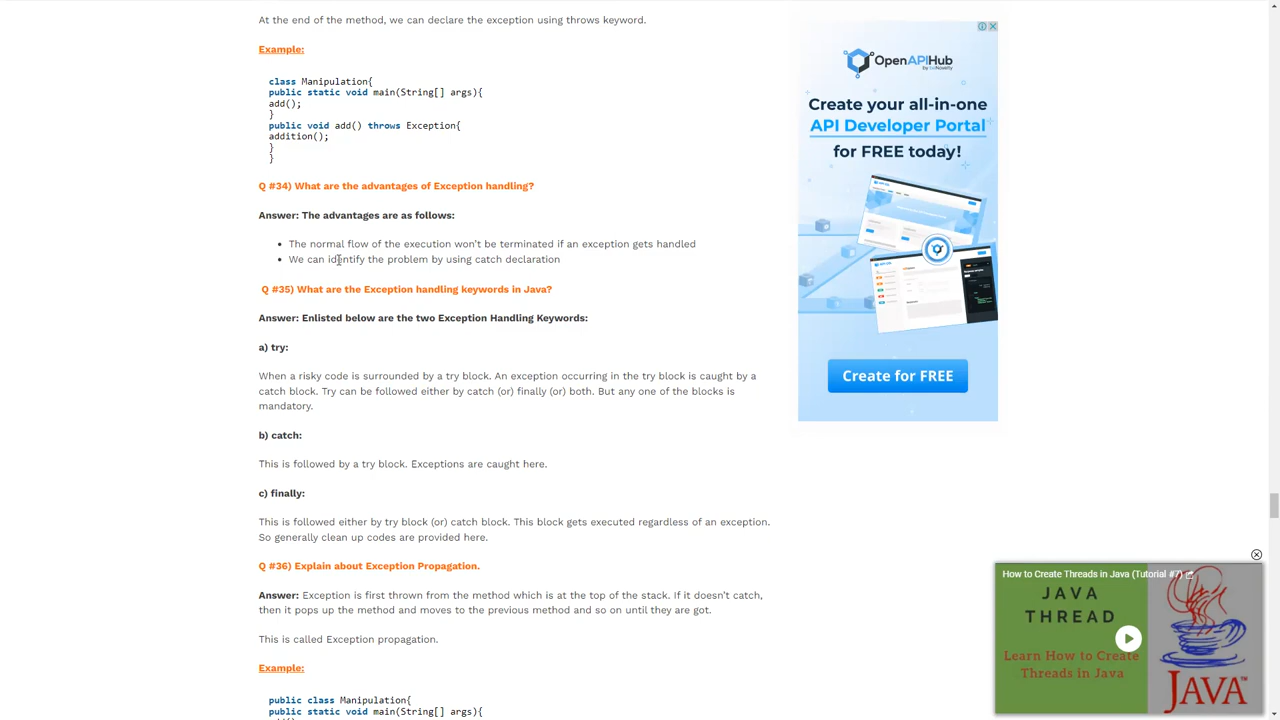 At the end of the method, we can declare the exception using throws keyword.
Example:
class Manipulation{
public static void main(String[] args){
add();
}
public void add() throws Exception{
addition();
}
}
Q #34) What are the advantages of Exception handling?
Answer: The advantages are as follows:
• The normal flow of the execution won't be terminated if an exception gets handled
• We can identify the problem by using catch declaration
Q #35) What are the Exception handling keywords in Java?
Answer: Enlisted below are the two Exception Handling Keywords:
a) try:
When a risky code is surrounded by a try block. An exception occurring in the try block is caught by a
catch block. Try can be followed either by catch (or) finally (or) both. But any one of the blocks is
mandatory.
b) catch:
This is followed by a try block. Exceptions are caught here.
c) finally:
This is followed either by try block (or) catch block. This block gets executed regardless of an exception.
So generally clean up codes are provided here.
Q #36) Explain about Exception Propagation.
Answer: Exception is first thrown from the method which is at the top of the stack. If it doesn't catch,
then it pops up the method and moves to the previous method and so on until they are got.
This is called Exception propagation.
Example:
public class Manipulation{
public static void main(String[] args){
OpenAPIHub
Create your all-in-one
API Developer Portal
for FREE today!
Create for FREE
How to Create Threads in Java (Tutorial #7)
JAVA
THREAD
Learn How to Create
Threads in Java
JAVA™